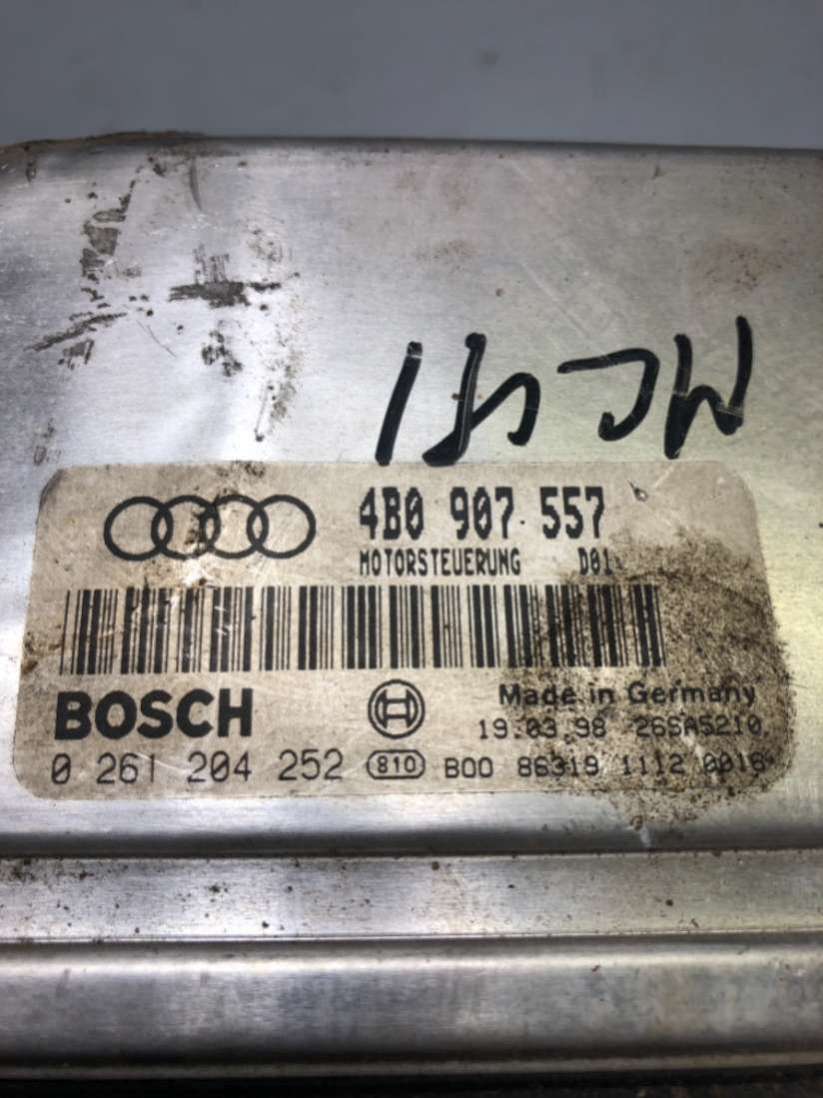 4B0 907 557
MOTORSTEUERUNG D01
BOSCH
Made in Germany
19.03.98 26SA5210
0 261 204 252 810 B00 86319 1112 0016